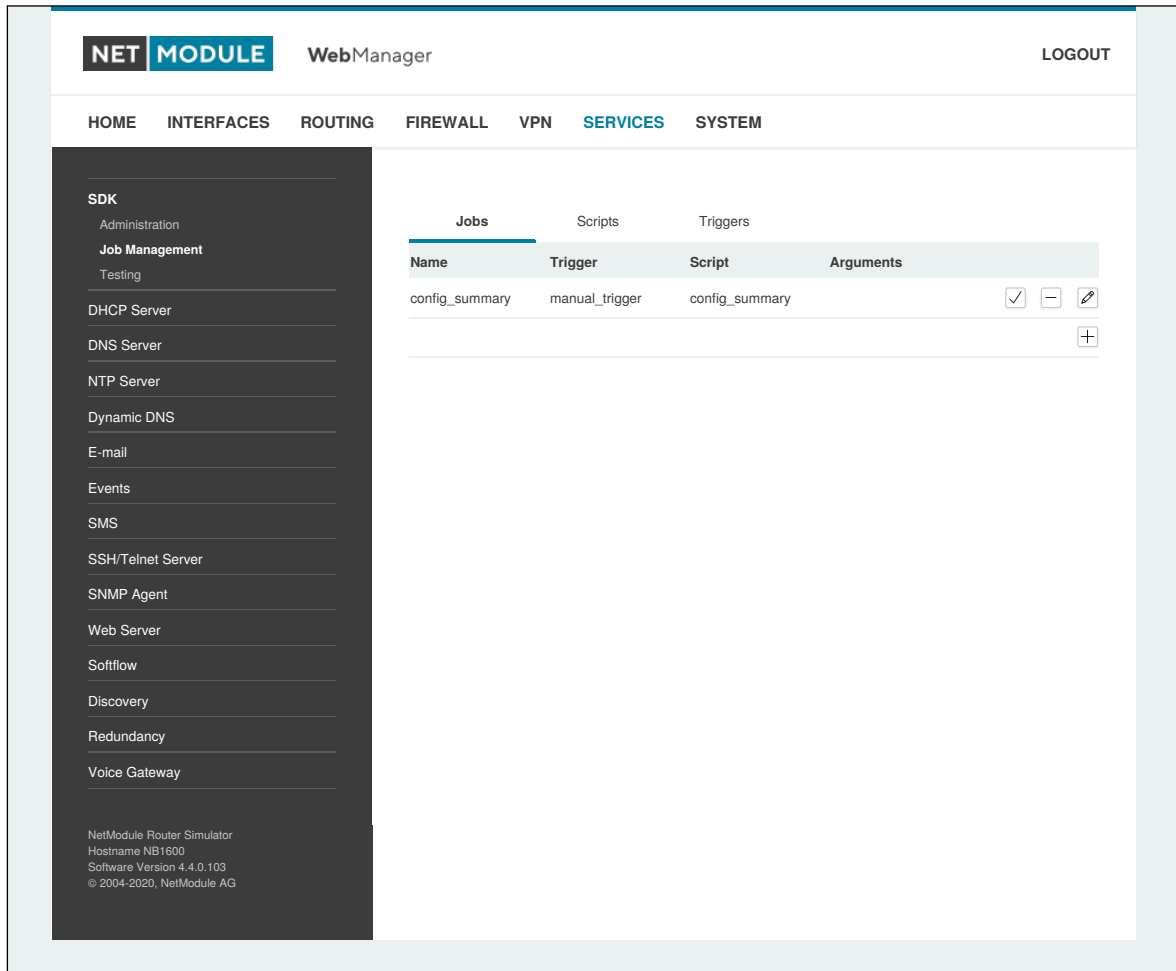 NET MODULE WebManager LOGOUT
HOME INTERFACES ROUTING FIREWALL VPN SERVICES SYSTEM
SDK
Administration
Job Management
Testing
DHCP Server
DNS Server
NTP Server
Dynamic DNS
E-mail
Events
SMS
SSH/Telnet Server
SNMP Agent
Web Server
Softflow
Discovery
Redundancy
Voice Gateway
NetModule Router Simulator
Hostname NB1600
Software Version 4.4.0.103
© 2004-2020, NetModule AG
Jobs Scripts Triggers
Name Trigger Script Arguments
config_summary manual_trigger config_summary